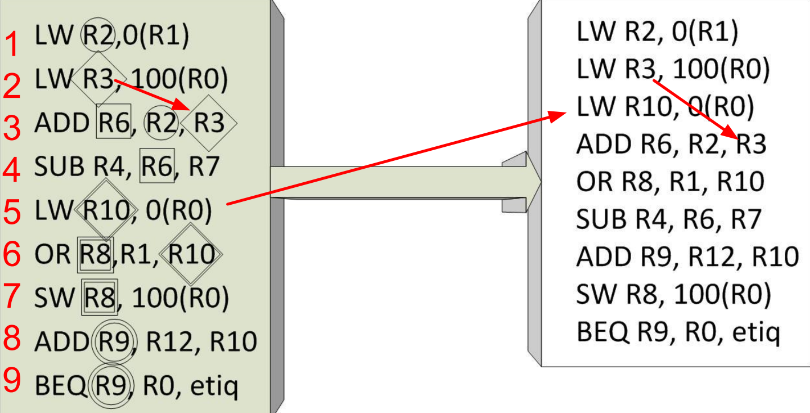 1 LW R2,0(R1)
2 LW R3, 100(R0)
3 ADD R6, R2, R3
4 SUB R4, R6, R7
5 LW R10, 0(R0)
6 OR R8,R1, R10
7 SW R8, 100(R0)
8 ADD R9, R12, R10
9 BEQ R9, R0, etiq
LW R2, 0(R1)
LW R3, 100(R0)
LW R10, 0(R0)
ADD R6, R2, R3
OR R8, R1, R10
SUB R4, R6, R7
ADD R9, R12, R10
SW R8, 100(R0)
BEQ R9, R0, etiq